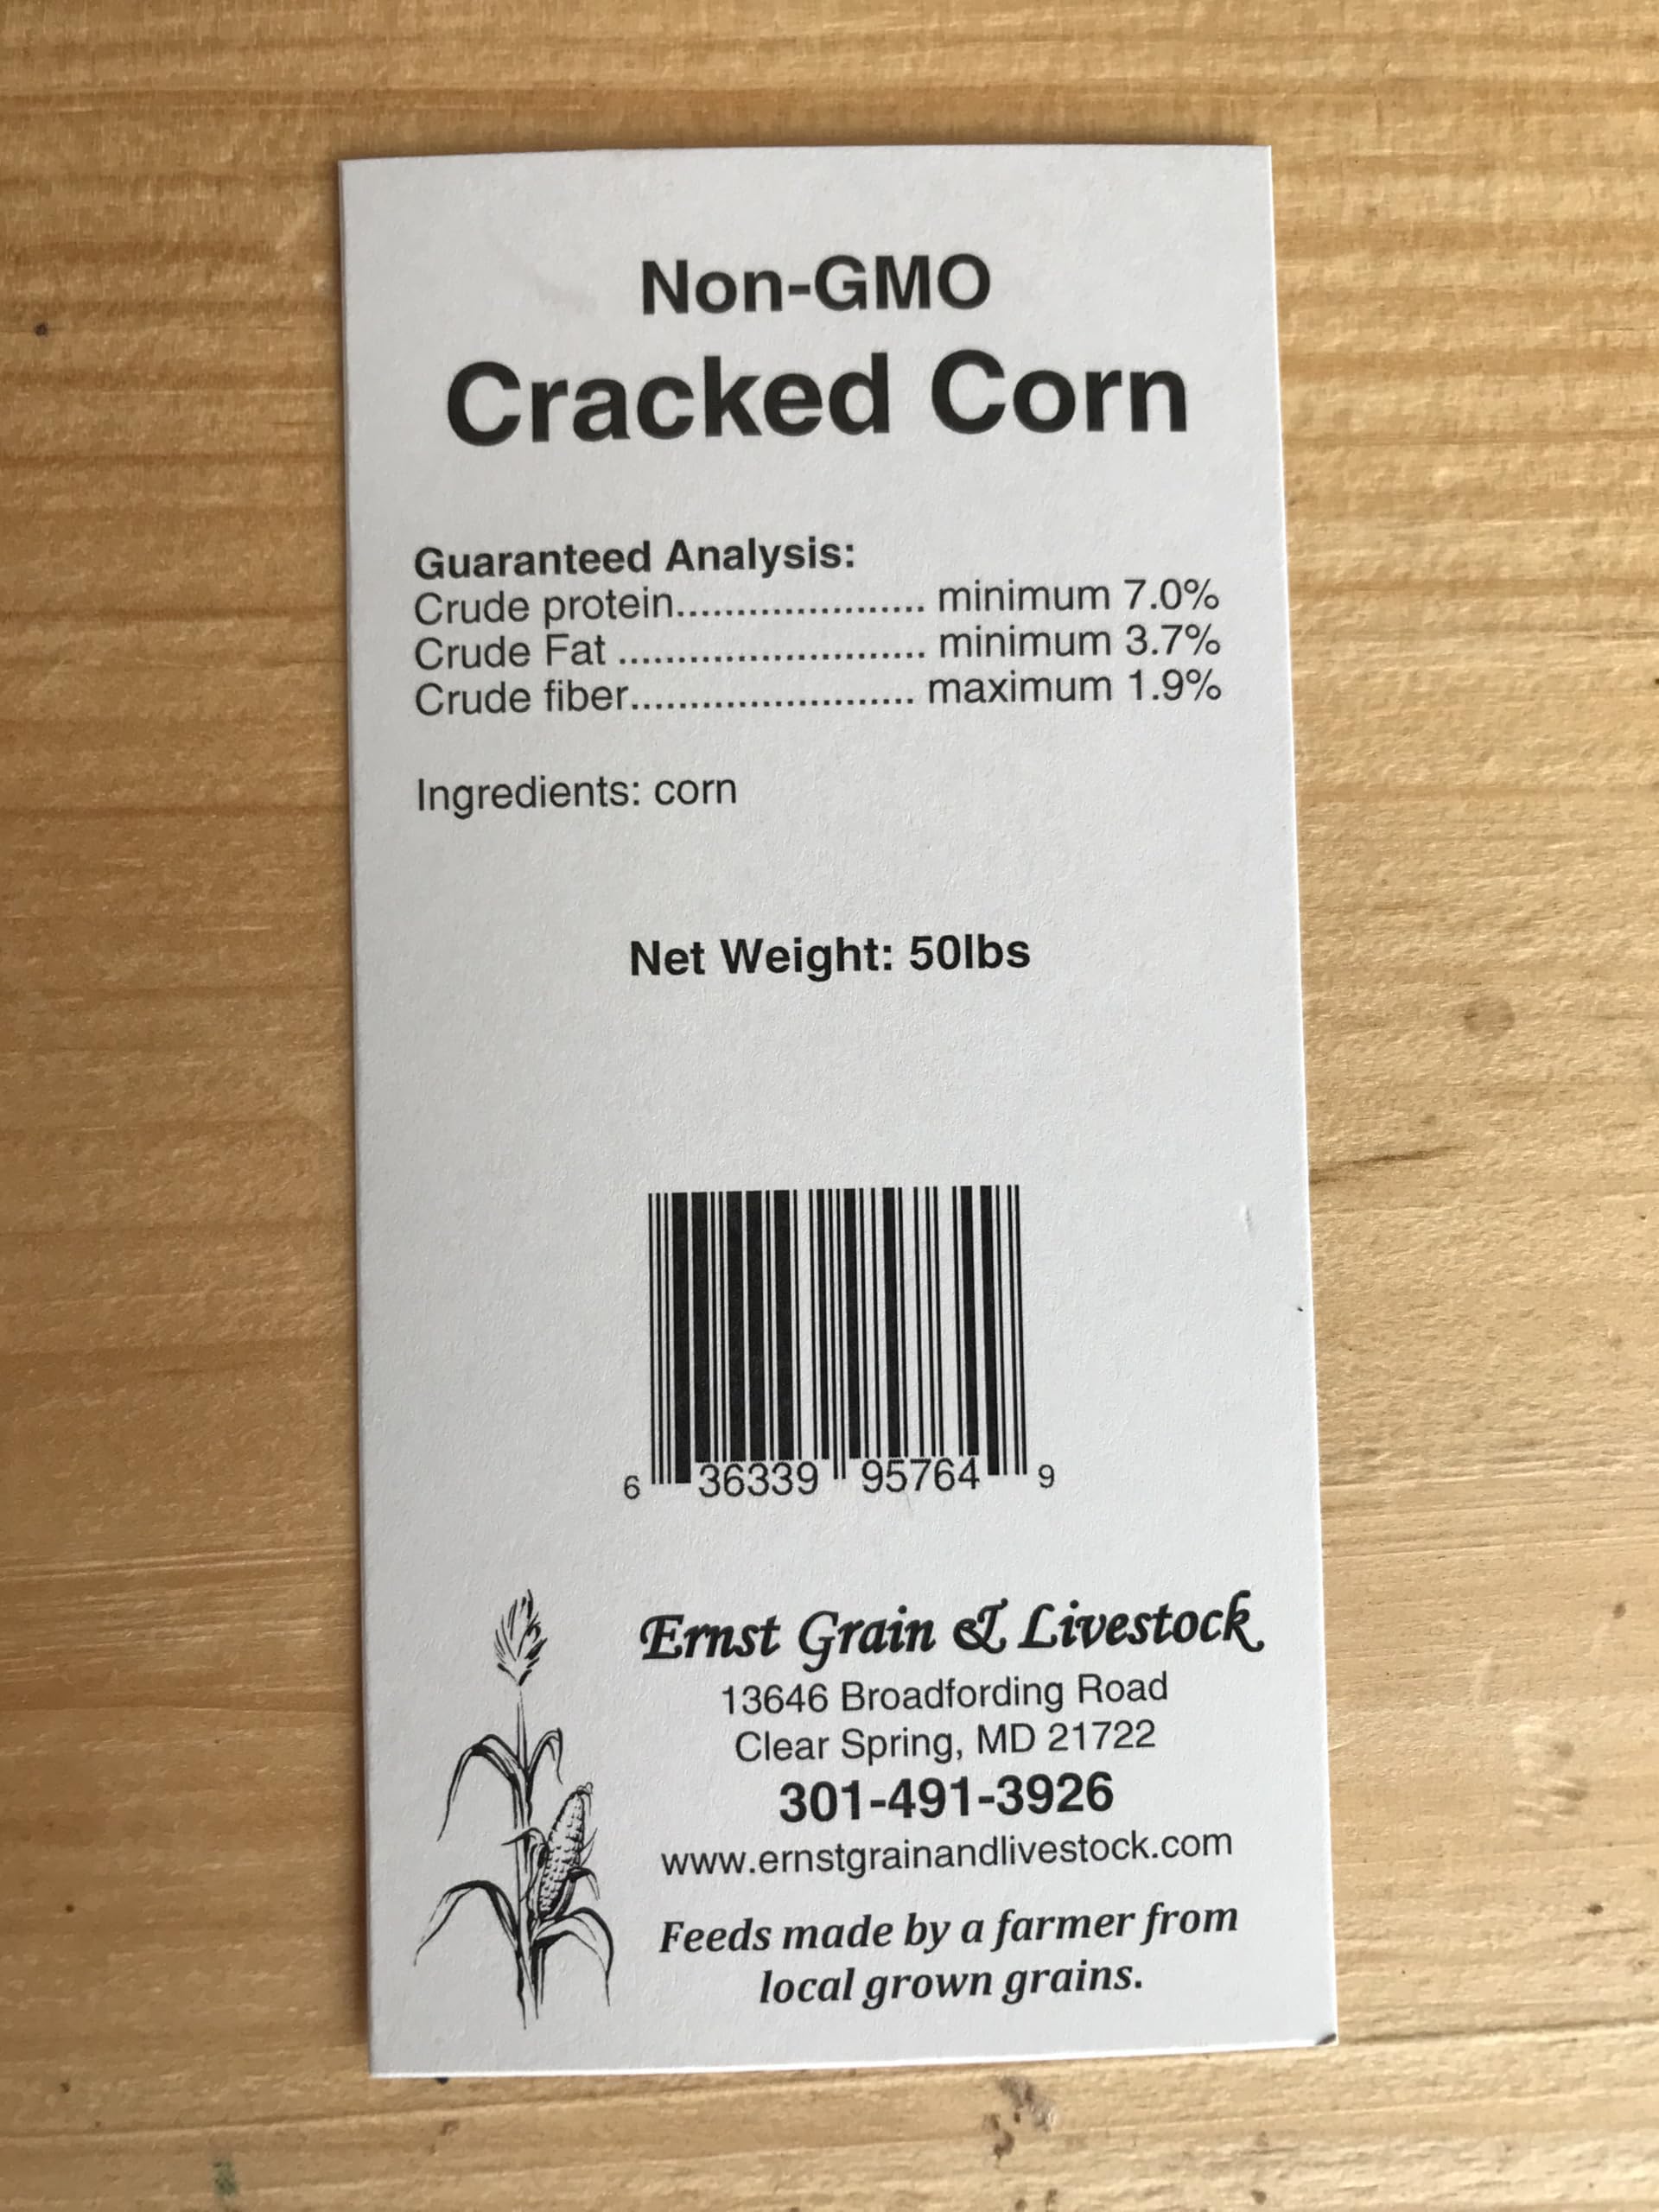 Non-GMO
Cracked Corn
Guaranteed Analysis:
Crude protein..................... minimum 7.0%
Crude Fat .......................... minimum 3.7%
Crude fiber........................ maximum 1.9%
Ingredients: corn
Net Weight: 50lbs
6 36339 95764 9
Ernst Grain & Livestock
13646 Broadfording Road
Clear Spring, MD 21722
301-491-3926
www.ernstgrainandlivestock.com
Feeds made by a farmer from
local grown grains.